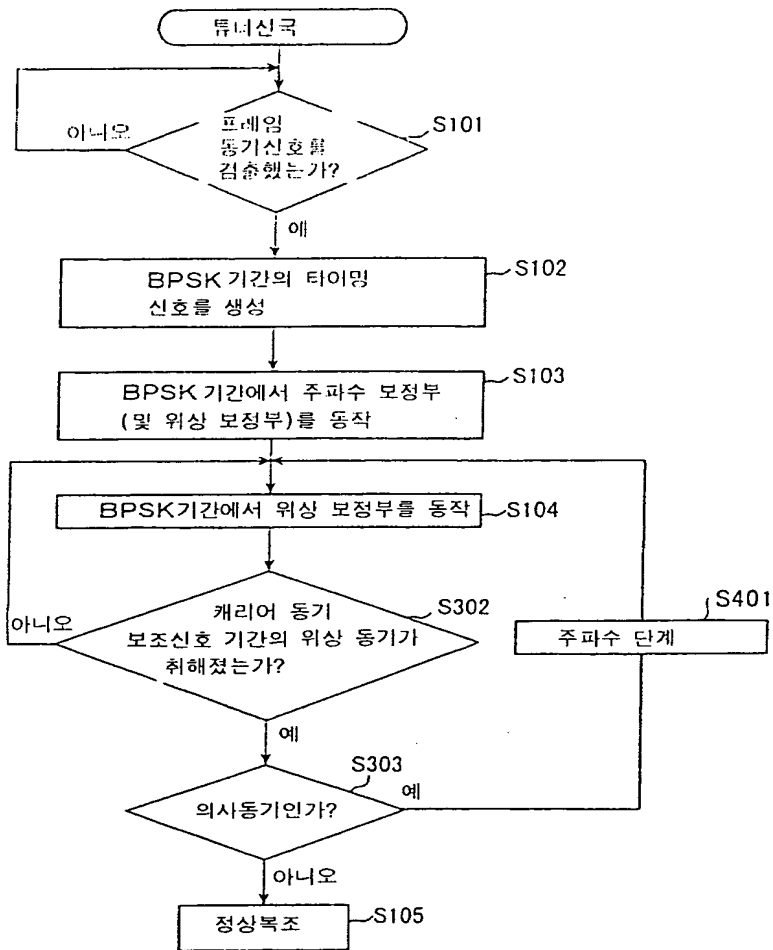 튜너신국
아니오
프레임
동기신호를
검출했는가?
S101
예
BPSK 기간의 타이밍
신호를 생성
S102
BPSK 기간에서 주파수 보정부
(및 위상 보정부)를 동작
S103
BPSK기간에서 위상 보정부를 동작
S104
아니오
캐리어 동기
보조신호 기간의 위상 동기가
취해졌는가?
S302
S401
주파수 단계
예
S303
의사동기인가?
예
아니오
정상복조
S105